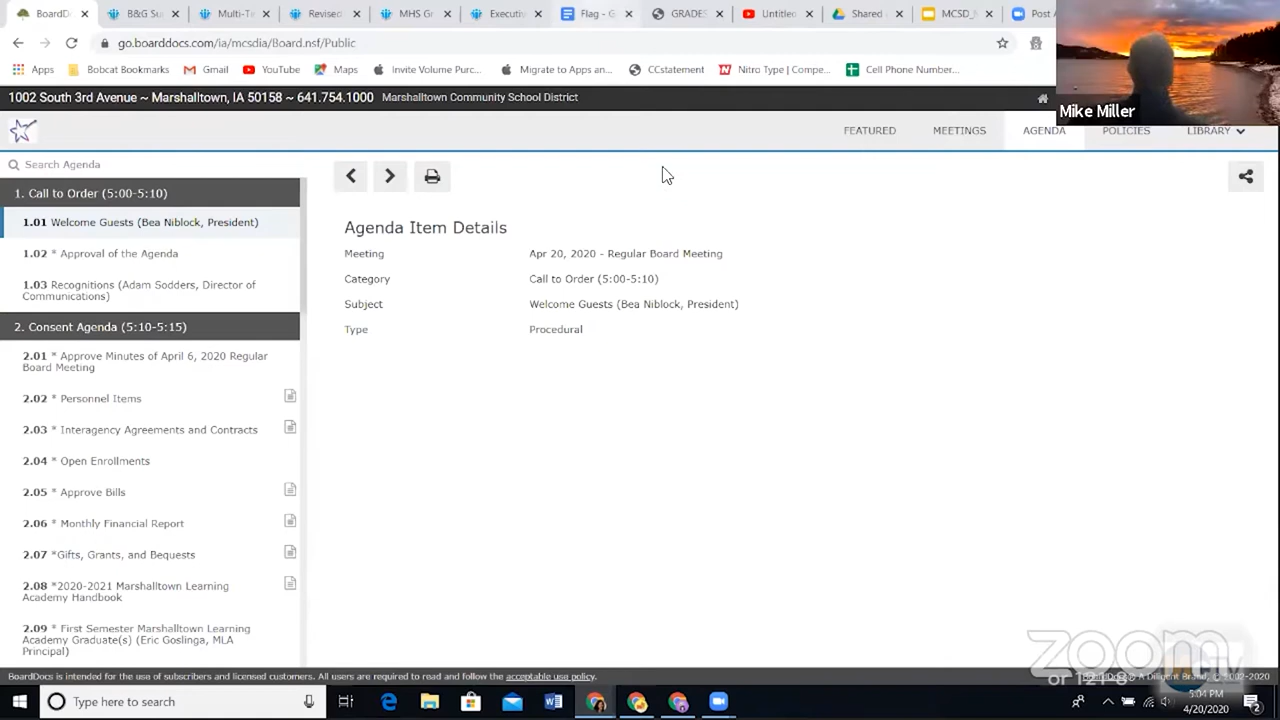 BoardD
B&G Su
Multi-Te
Revised
MHS Gr
Executiv
Flag - G
GRADES
Untitled
Shared
MCSD_M
Post A
go.boarddocs.com/ia/mcsdia/Board.nsf/Public
Apps
Bobcat Bookmarks
Gmail
YouTube
Maps
Invite Volume Purc...
Migrate to Apps an...
CCstatement
Nitro Type | Compe...
Cell Phone Number...
Mike Miller
1002 South 3rd Avenue ~ Marshalltown, IA 50158 ~ 641.754.1000 Marshalltown Community School District
FEATURED
MEETINGS
AGENDA
POLICIES
LIBRARY
Search Agenda
1. Call to Order (5:00-5:10)
1.01 Welcome Guests (Bea Niblock, President)
1.02 * Approval of the Agenda
1.03 Recognitions (Adam Sodders, Director of
Communications)
2. Consent Agenda (5:10-5:15)
2.01 * Approve Minutes of April 6, 2020 Regular
Board Meeting
2.02 * Personnel Items
2.03 * Interagency Agreements and Contracts
2.04 * Open Enrollments
2.05 * Approve Bills
2.06 * Monthly Financial Report
2.07 *Gifts, Grants, and Bequests
2.08 *2020-2021 Marshalltown Learning
Academy Handbook
2.09 * First Semester Marshalltown Learning
Academy Graduate(s) (Eric Goslinga, MLA
Principal)
Agenda Item Details
Meeting Apr 20, 2020 - Regular Board Meeting
Category Call to Order (5:00-5:10)
Subject Welcome Guests (Bea Niblock, President)
Type Procedural
zoom
BoardDocs is intended for the use of subscribers and licensed customers. All users are required to read and follow the acceptable use policy.
A Diligent Brand, © 2002-2020
Type here to search
5:04 PM
4/20/2020
2